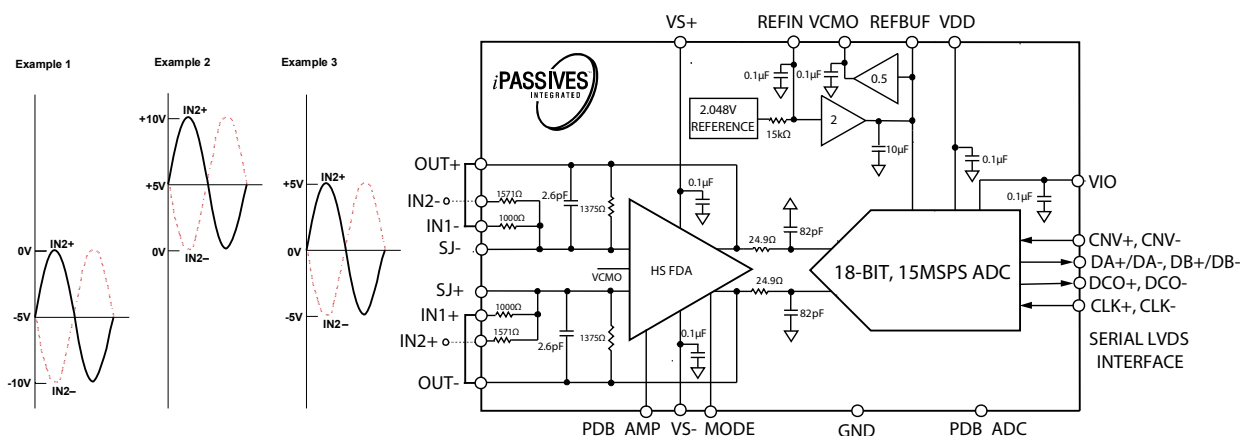 Example 1
Example 2
Example 3
0V
-5V
-10V
IN2+
IN2–
+10V
+5V
0V
IN2+
IN2–
+5V
0V
-5V
IN2+
IN2–
iPASSIVES
INTEGRATED
VS+
REFIN
VCMO
REFBUF
VDD
0.1µF
0.1µF
0.5
2.048V
REFERENCE
15kΩ
2
10µF
0.1µF
0.1µF
VIO
OUT+
IN2-
IN1-
SJ-
1571Ω
1000Ω
2.6pF
1375Ω
0.1µF
82pF
24.9Ω
HS FDA
VCMO
18-BIT, 15MSPS ADC
CNV+, CNV-
DA+/DA-, DB+/DB-
DCO+, DCO-
CLK+, CLK-
SERIAL LVDS
INTERFACE
SJ+
IN1+
IN2+
OUT-
1000Ω
1571Ω
2.6pF
1375Ω
0.1µF
24.9Ω
82pF
PDB_AMP
VS-
MODE
GND
PDB_ADC